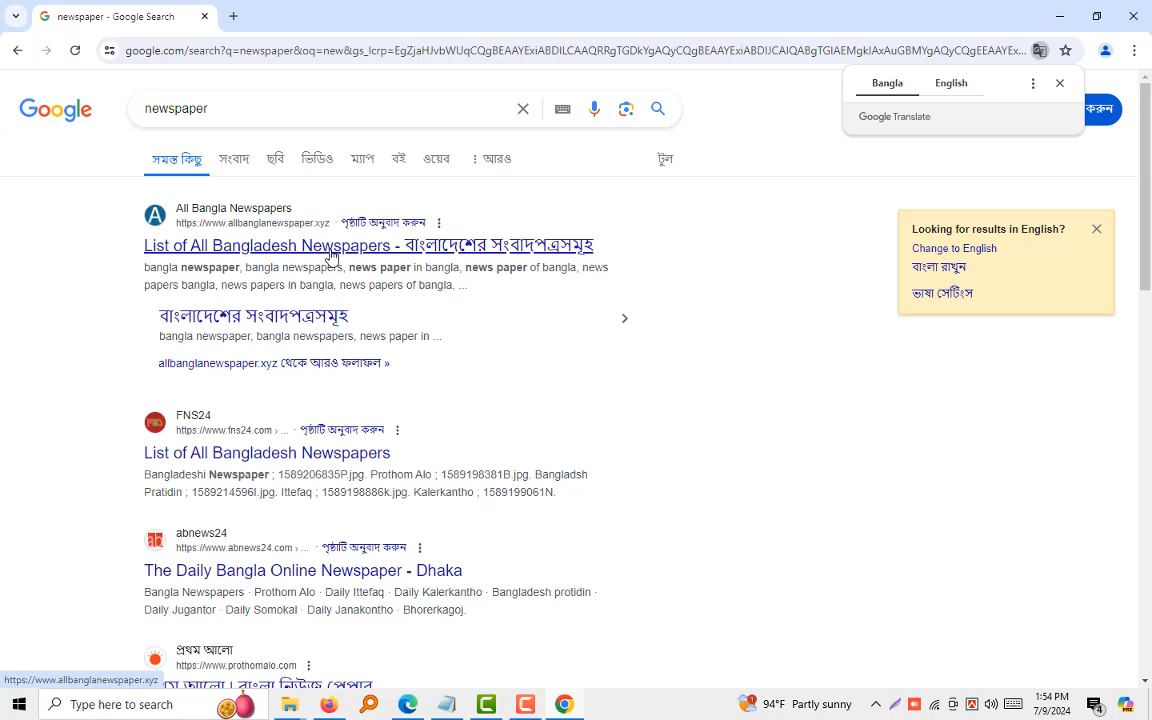 newspaper - Google Search
google.com/search?q=newspaper&oq=new&gs_lcrp=
Bangla English
Google Translate
Google
newspaper
করুন
সমস্ত কিছু সংবাদ ছবি ভিডিও ম্যাপ বই ওয়েব আরও টুল
All Bangla Newspapers
https://www.allbanglanewspaper.xyz · পৃষ্ঠাটি অনুবাদ করুন
List of All Bangladesh Newspapers - বাংলাদেশের সংবাদপত্রসমূহ
bangla newspaper, bangla newspapers, news paper in bangla, news paper of bangla, news
papers bangla, news papers in bangla, news papers of bangla, ...
বাংলাদেশের সংবাদপত্রসমূহ
bangla newspaper, bangla newspapers, news paper in ...
allbanglanewspaper.xyz থেকে আরও ফলাফল »
Looking for results in English?
Change to English
বাংলা রাখুন
ভাষা সেটিংস
FNS24
https://www.fns24.com › ... · পৃষ্ঠাটি অনুবাদ করুন
List of All Bangladesh Newspapers
Bangladeshi Newspaper ; 1589206835P.jpg. Prothom Alo ; 1589198381B.jpg. Bangladsh
Pratidin ; 1589214596I.jpg. Ittefaq ; 1589198886k.jpg. Kalerkantho ; 1589199061N.
abnews24
https://www.abnews24.com › ... · পৃষ্ঠাটি অনুবাদ করুন
The Daily Bangla Online Newspaper - Dhaka
Bangla Newspapers · Prothom Alo · Daily Ittefaq · Daily Kalerkantho · Bangladesh protidin ·
Daily Jugantor · Daily Somokal · Daily Janakontho · Bhorerkagoj.
প্রথম আলো
https://www.prothomalo.com
প্রথম আলো | বাংলা নিউজ পেপার
https://www.allbanglanewspaper.xyz
Type here to search
94°F Partly sunny
1:54 PM
7/9/2024
4